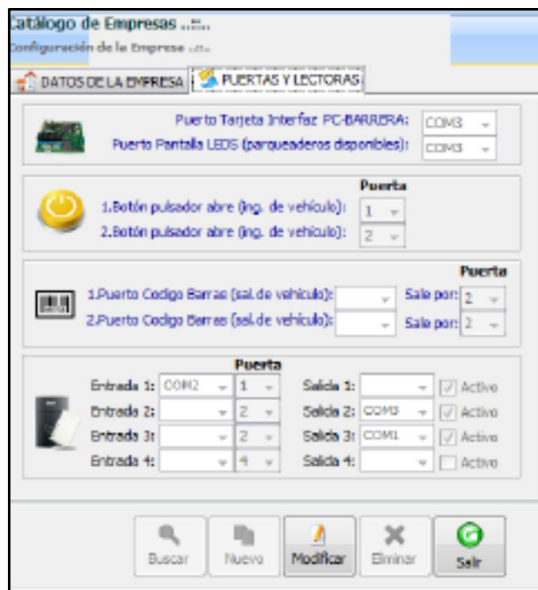 Catálogo de Empresas ..::..
Configuración de la Empresa ..::..
DATOS DE LA EMPRESA PUERTAS Y LECTORAS
Puerto Tarjeta Interfaz PC-BARRERA: COM3
Puerto Pantalla LEDS (parqueaderos disponibles): COM3
Puerta
1.Botón pulsador abre (ing. de vehículo): 1
2.Botón pulsador abre (ing. de vehículo): 2
Puerta
1.Puerto Codigo Barras (sal.de vehículo): Sale por: 2
2.Puerto Codigo Barras (sal.de vehículo): Sale por: 2
Puerta
Entrada 1: COM2 1 Salida 1: Activo
Entrada 2: 2 Salida 2: COM3 Activo
Entrada 3: 2 Salida 3: COM1 Activo
Entrada 4: 4 Salida 4: Activo
Buscar Nuevo Modificar Eliminar Salir